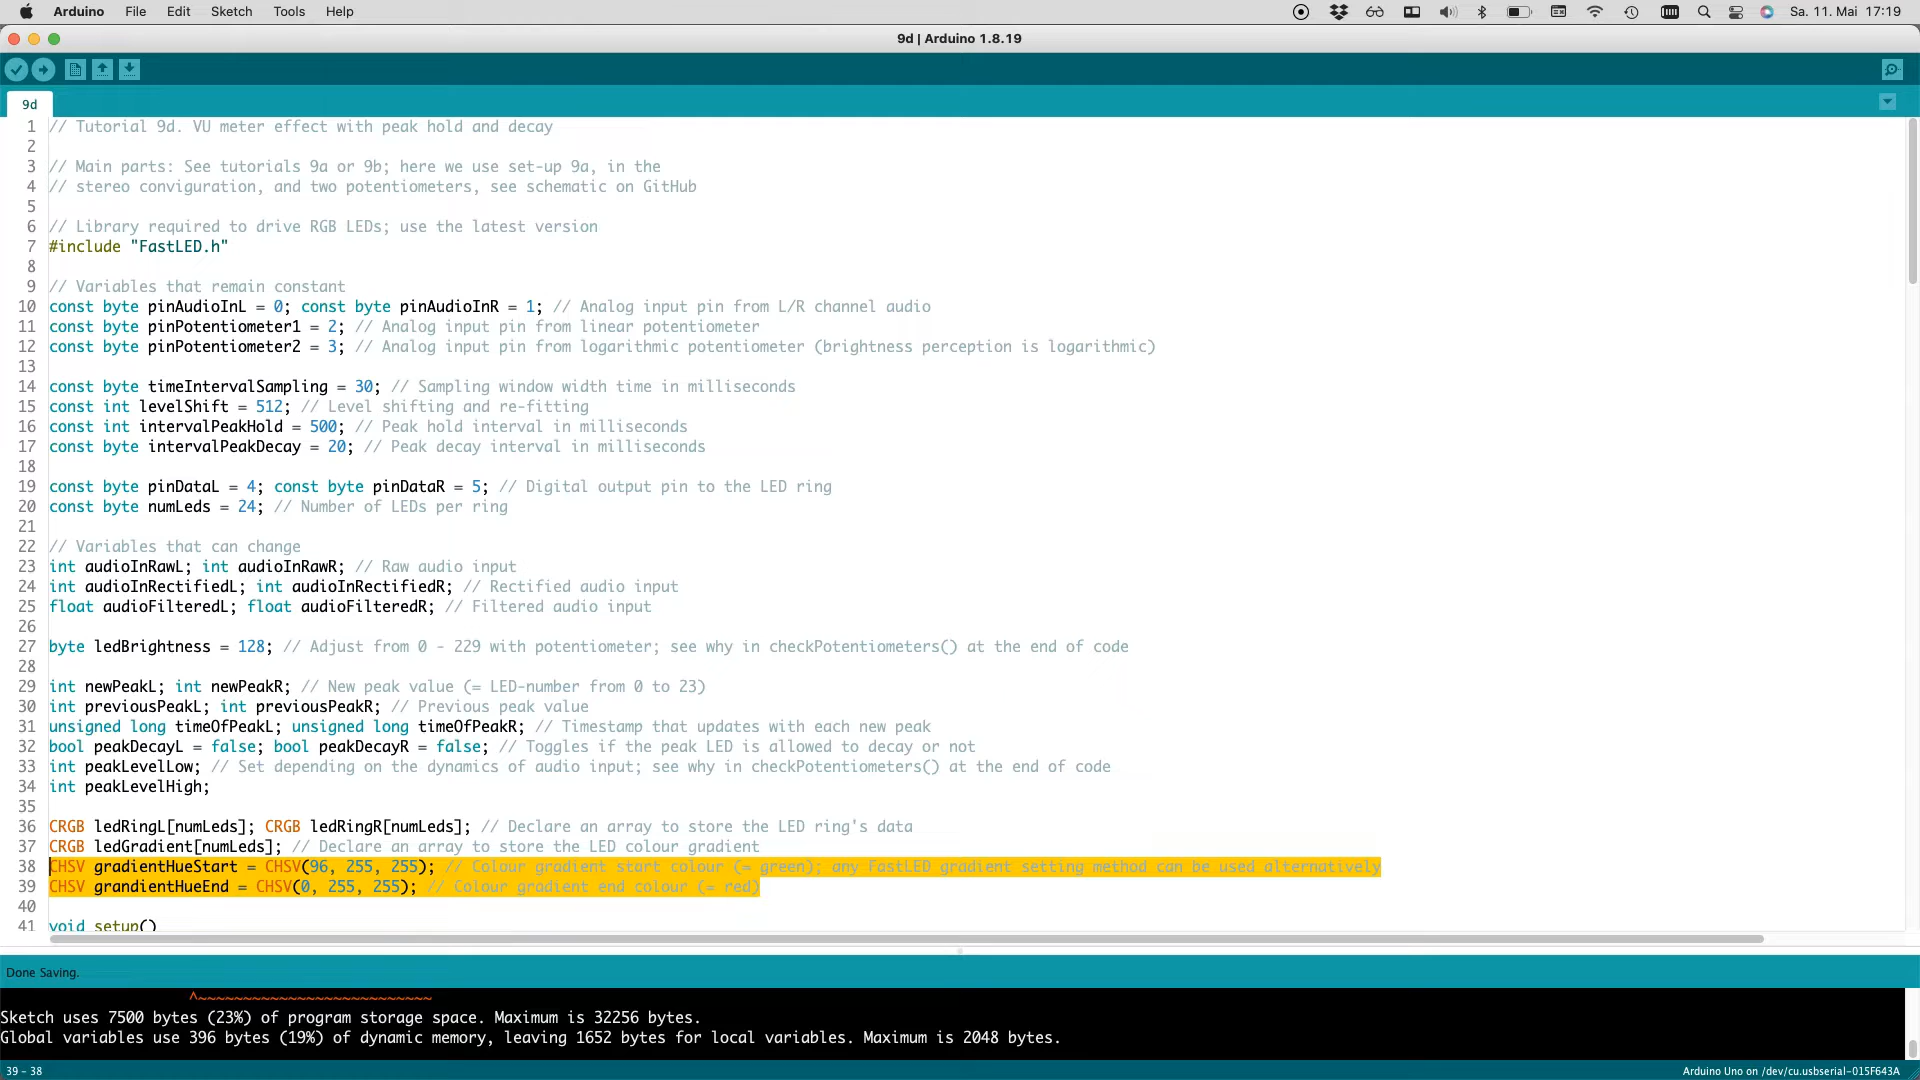 Arduino File Edit Sketch Tools Help Sa. 11. Mai 17:19
9d | Arduino 1.8.19
9d
1 // Tutorial 9d. VU meter effect with peak hold and decay
2
3 // Main parts: See tutorials 9a or 9b; here we use set-up 9a, in the
4 // stereo conviguration, and two potentiometers, see schematic on GitHub
5
6 // Library required to drive RGB LEDs; use the latest version
7 #include "FastLED.h"
8
9 // Variables that remain constant
10 const byte pinAudioInL = 0; const byte pinAudioInR = 1; // Analog input pin from L/R channel audio
11 const byte pinPotentiometer1 = 2; // Analog input pin from linear potentiometer
12 const byte pinPotentiometer2 = 3; // Analog input pin from logarithmic potentiometer (brightness perception is logarithmic)
13
14 const byte timeIntervalSampling = 30; // Sampling window width time in milliseconds
15 const int levelShift = 512; // Level shifting and re-fitting
16 const int intervalPeakHold = 500; // Peak hold interval in milliseconds
17 const byte intervalPeakDecay = 20; // Peak decay interval in milliseconds
18
19 const byte pinDataL = 4; const byte pinDataR = 5; // Digital output pin to the LED ring
20 const byte numLeds = 24; // Number of LEDs per ring
21
22 // Variables that can change
23 int audioInRawL; int audioInRawR; // Raw audio input
24 int audioInRectifiedL; int audioInRectifiedR; // Rectified audio input
25 float audioFilteredL; float audioFilteredR; // Filtered audio input
26
27 byte ledBrightness = 128; // Adjust from 0 - 229 with potentiometer; see why in checkPotentiometers() at the end of code
28
29 int newPeakL; int newPeakR; // New peak value (= LED-number from 0 to 23)
30 int previousPeakL; int previousPeakR; // Previous peak value
31 unsigned long timeOfPeakL; unsigned long timeOfPeakR; // Timestamp that updates with each new peak
32 bool peakDecayL = false; bool peakDecayR = false; // Toggles if the peak LED is allowed to decay or not
33 int peakLevelLow; // Set depending on the dynamics of audio input; see why in checkPotentiometers() at the end of code
34 int peakLevelHigh;
35
36 CRGB ledRingL[numLeds]; CRGB ledRingR[numLeds]; // Declare an array to store the LED ring's data
37 CRGB ledGradient[numLeds]; // Declare an array to store the LED colour gradient
38 CHSV gradientHueStart = CHSV(96, 255, 255); // Colour gradient start colour (= green); any FastLED gradient setting method can be used alternatively
39 CHSV grandientHueEnd = CHSV(0, 255, 255); // Colour gradient end colour (= red)
40
41 void setup()
Done Saving.
^~~~~~~~~~~~~~~~~~~~~~~~~~~
Sketch uses 7500 bytes (23%) of program storage space. Maximum is 32256 bytes.
Global variables use 396 bytes (19%) of dynamic memory, leaving 1652 bytes for local variables. Maximum is 2048 bytes.
39 - 38 Arduino Uno on /dev/cu.usbserial-015F643A